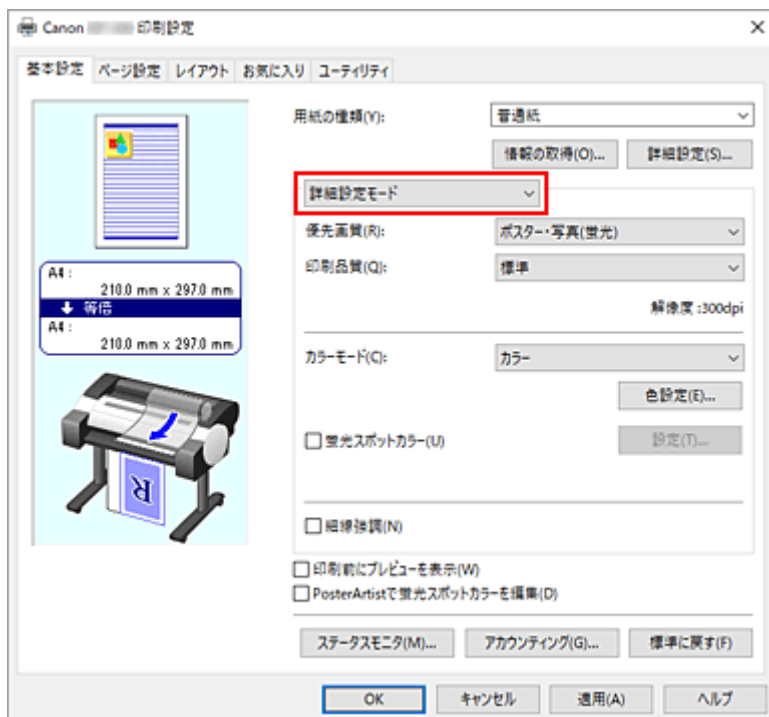 Canon 印刷設定
基本設定 ページ設定 レイアウト お気に入り ユーティリティ
用紙の種類(Y): 普通紙
情報の取得(O)... 詳細設定(S)...
詳細設定モード
優先画質(R): ポスター・写真(蛍光)
印刷品質(Q): 標準
解像度 :300dpi
A4 :
210.0 mm x 297.0 mm
等倍
A4 :
210.0 mm x 297.0 mm
カラーモード(C): カラー
色設定(E)...
蛍光スポットカラー(U) 設定(T)...
R
細線強調(N)
印刷前にプレビューを表示(W)
PosterArtistで蛍光スポットカラーを編集(D)
ステータスモニタ(M)... アカウンティング(G)... 標準に戻す(F)
OK キャンセル 適用(A) ヘルプ